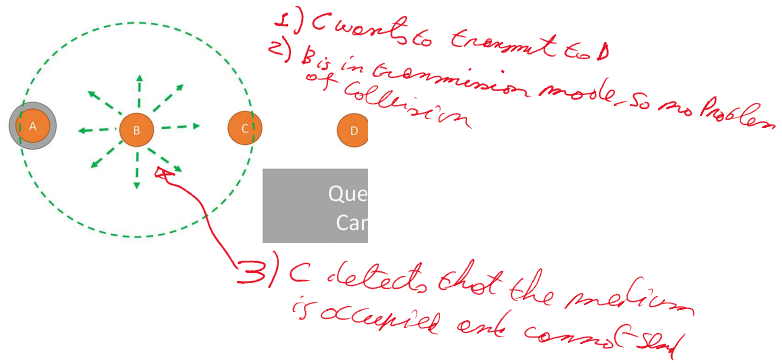 1) C wants to transmit to D
2) B is in transmission mode, so no Problem
of Collision
A
B
C
D
Que
Car
3) C detects that the medium
is occupied and cannot send